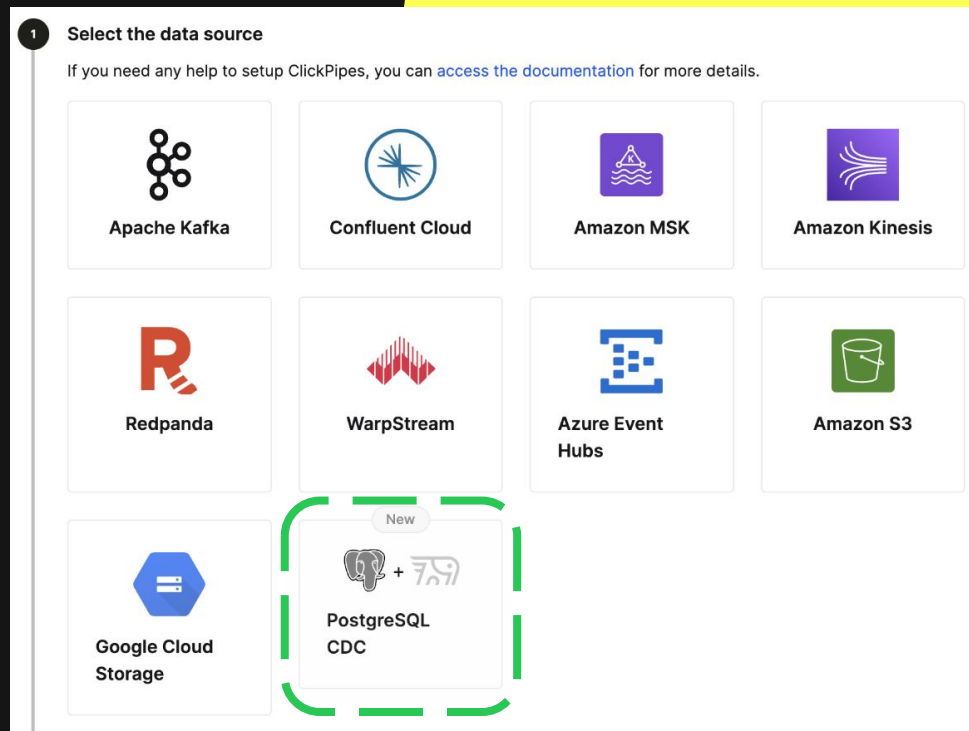 1
Select the data source
If you need any help to setup ClickPipes, you can access the documentation for more details.
Apache Kafka
Confluent Cloud
K
Amazon MSK
Amazon Kinesis
Redpanda
WarpStream
Azure Event
Hubs
Amazon S3
Google Cloud
Storage
New
+
PostgreSQL
CDC